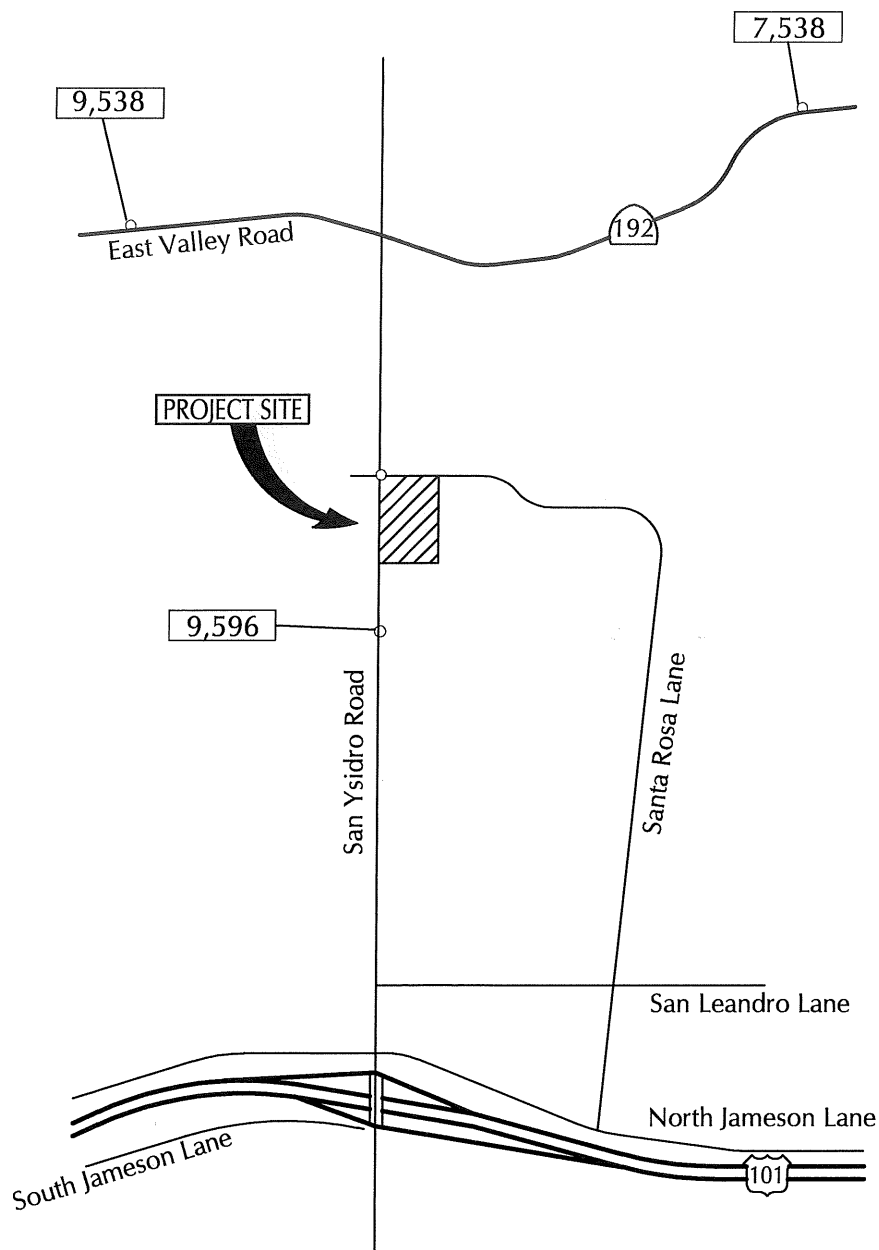 7,538
9,538
192
East Valley Road
PROJECT SITE
9,596
San Ysidro Road
Santa Rosa Lane
San Leandro Lane
North Jameson Lane
South Jameson Lane
101